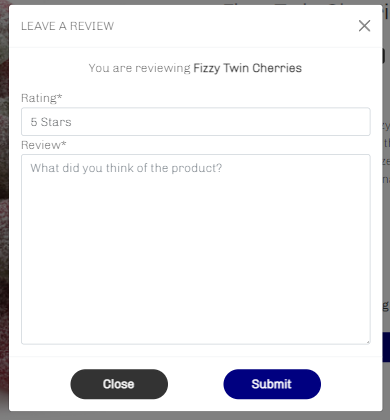 LEAVE A REVIEW
You are reviewing Fizzy Twin Cherries
Rating*
5 Stars
Review*
What did you think of the product?
Close
Submit